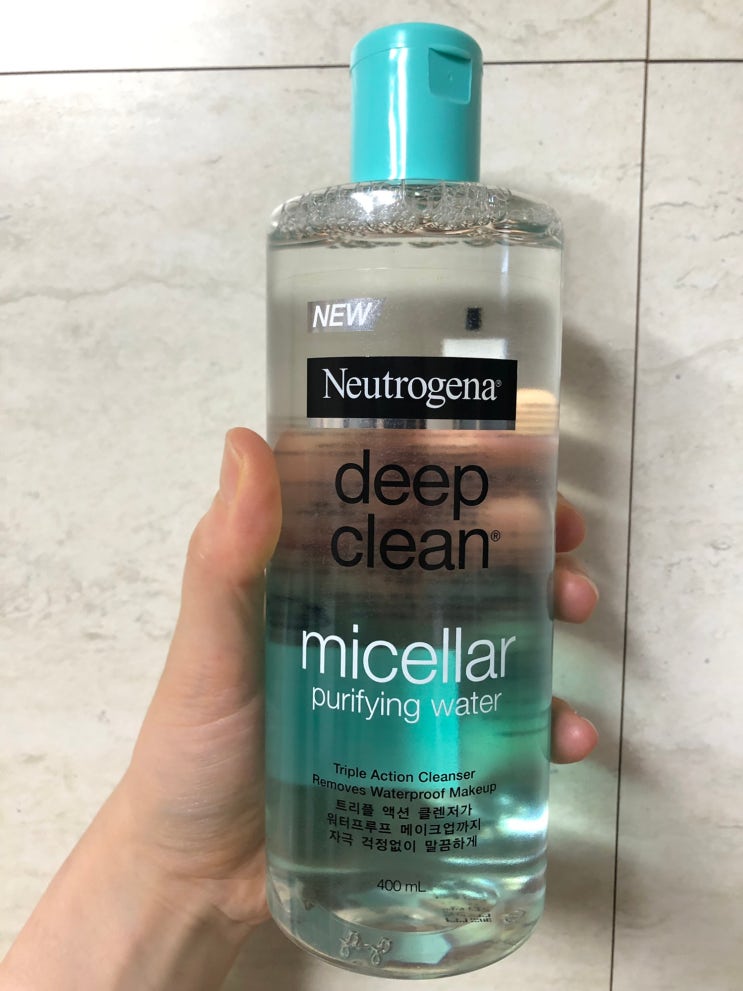 NEW
Neutrogena®
deep
clean®
micellar
purifying water
Triple Action Cleanser
Removes Waterproof Makeup
트리플 액션 클렌저가
워터프루프 메이크업까지
자극 걱정없이 말끔하게
400 mL